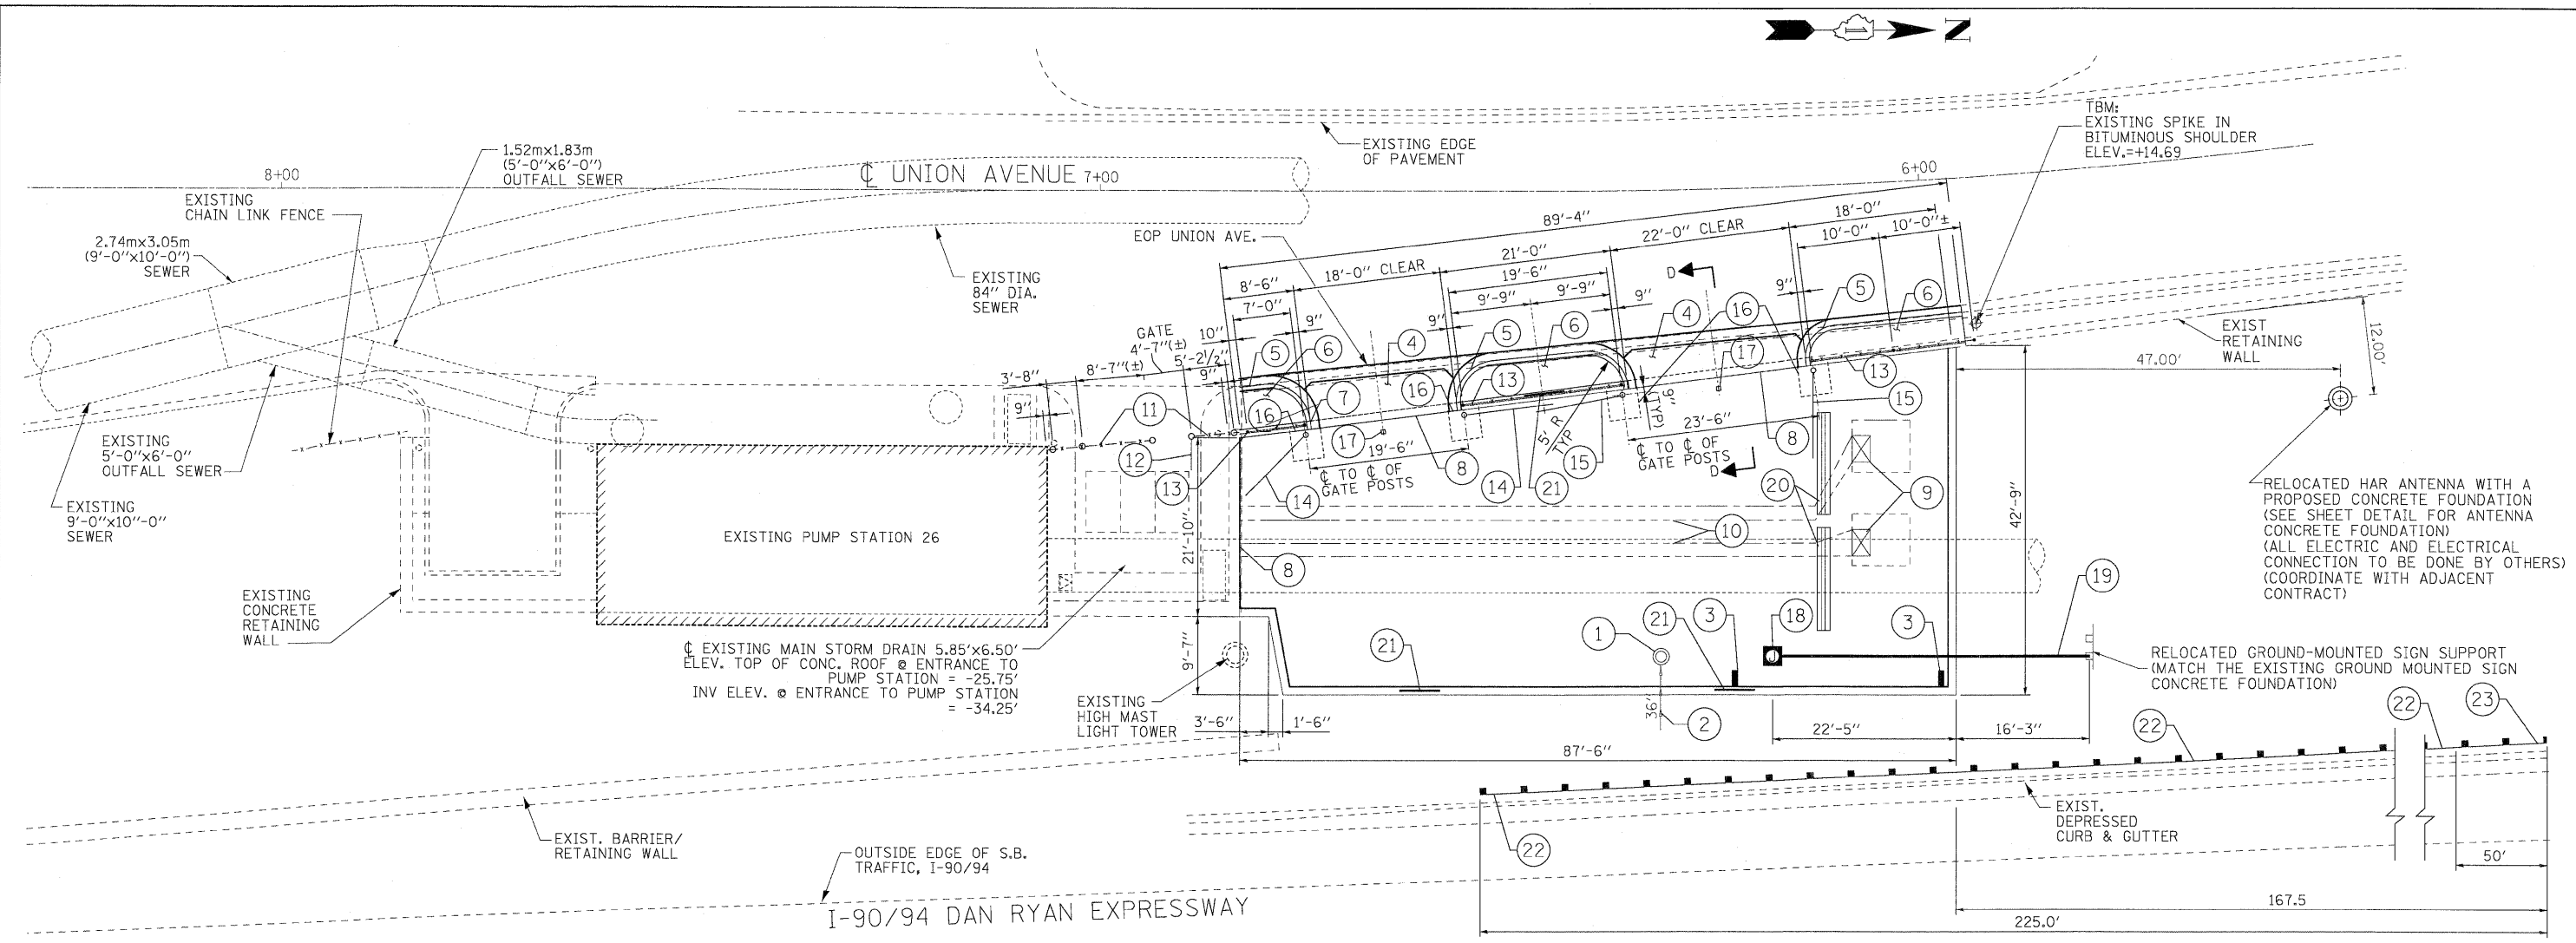 N
8+00
1.52mx1.83m
(5'-0"x6'-0")
OUTFALL SEWER
EXISTING
CHAIN LINK FENCE
2.74mx3.05m
(9'-0"x10'-0")
SEWER
℄ UNION AVENUE
7+00
EXISTING EDGE
OF PAVEMENT
6+00
TBM:
EXISTING SPIKE IN
BITUMINOUS SHOULDER
ELEV.=+14.69
EXISTING
84" DIA.
SEWER
EOP UNION AVE.
89'-4"
8'-6"
18'-0" CLEAR
21'-0"
22'-0" CLEAR
18'-0"
7'-0"
19'-6"
10'-0"
10'-0"±
9'-9"
9'-9"
D
9"
9"
9"
9"
10"
GATE
4'-7"(±)
8'-7"(±)
5'-2 1/2"
9"
3'-8"
9"
5
6
4
5
6
4
16
5
6
16
7
16
13
17
13
17
15
11
12
13
14
19'-6"
℄ TO ℄ OF
GATE POSTS
8
14
5' R
TYP
21
15
9"
(TYP)
23'-6"
℄ TO ℄ OF
GATE POSTS
D
8
20
9
10
8
EXIST
RETAINING
WALL
12.00'
47.00'
RELOCATED HAR ANTENNA WITH A
PROPOSED CONCRETE FOUNDATION
(SEE SHEET DETAIL FOR ANTENNA
CONCRETE FOUNDATION)
(ALL ELECTRIC AND ELECTRICAL
CONNECTION TO BE DONE BY OTHERS)
(COORDINATE WITH ADJACENT
CONTRACT)
EXISTING
5'-0"x6'-0"
OUTFALL SEWER
EXISTING
9'-0"x10"-0"
SEWER
EXISTING PUMP STATION 26
21'-10"
42'-9"
EXISTING
CONCRETE
RETAINING
WALL
℄ EXISTING MAIN STORM DRAIN 5.85'x6.50'
ELEV. TOP OF CONC. ROOF @ ENTRANCE TO
PUMP STATION = -25.75'
INV ELEV. @ ENTRANCE TO PUMP STATION
= -34.25'
9'-7"
EXISTING
HIGH MAST
LIGHT TOWER
3'-6"
1'-6"
21
1
21
3
18
J
3
19
36'
2
RELOCATED GROUND-MOUNTED SIGN SUPPORT
(MATCH THE EXISTING GROUND MOUNTED SIGN
CONCRETE FOUNDATION)
22'-5"
16'-3"
87'-6"
22
22
22
23
22
EXIST. BARRIER/
RETAINING WALL
OUTSIDE EDGE OF S.B.
TRAFFIC, I-90/94
I-90/94 DAN RYAN EXPRESSWAY
EXIST.
DEPRESSED
CURB & GUTTER
50'
167.5
225.0'